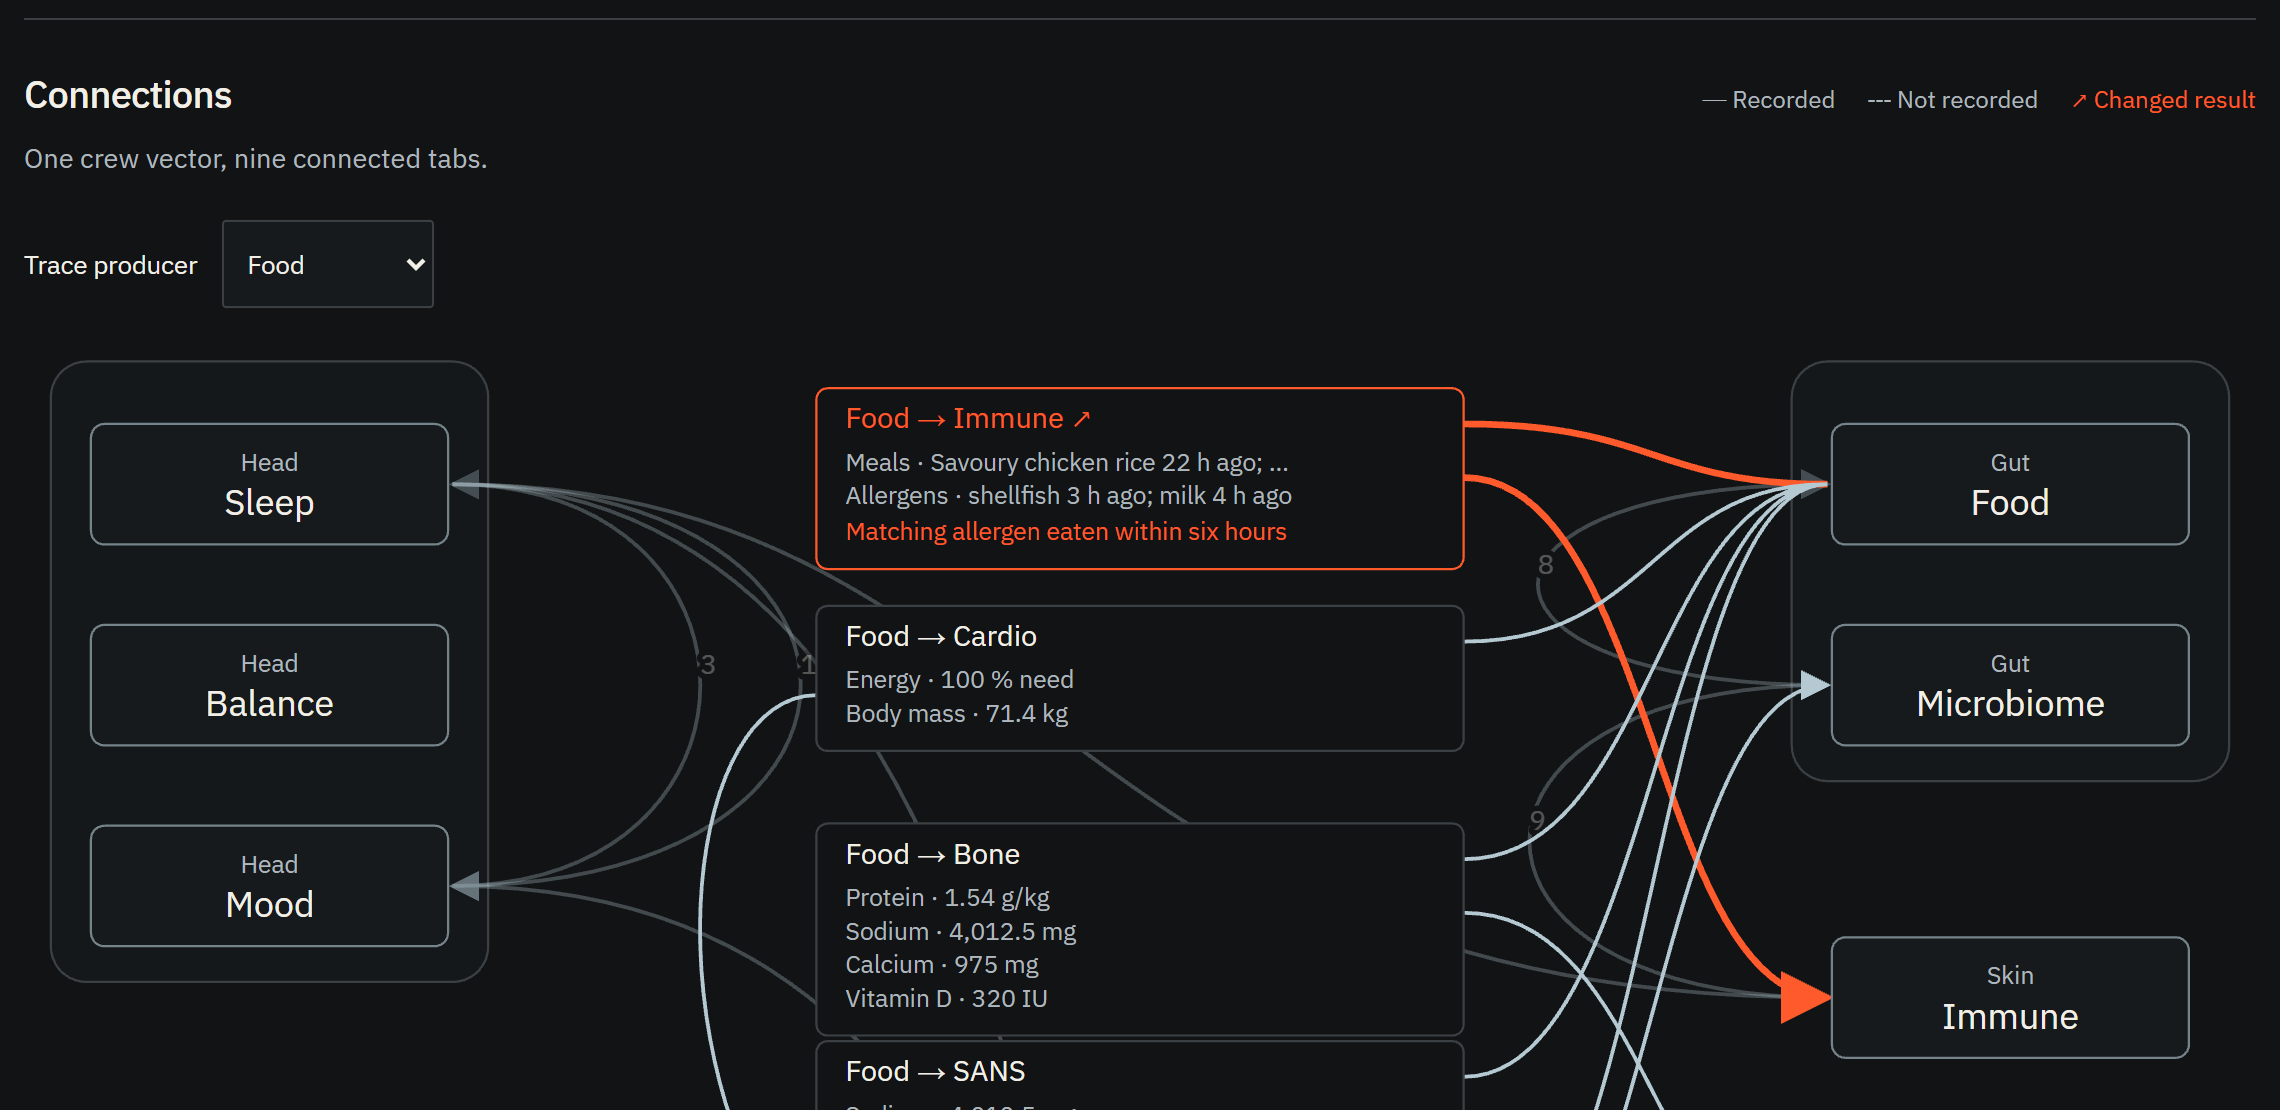 Connections
— Recorded
--- Not recorded
↗ Changed result
One crew vector, nine connected tabs.
Trace producer
Food
Head
Sleep
Head
Balance
Head
Mood
3
1
Food → Immune ↗
Meals · Savoury chicken rice 22 h ago; ...
Allergens · shellfish 3 h ago; milk 4 h ago
Matching allergen eaten within six hours
Food → Cardio
Energy · 100 % need
Body mass · 71.4 kg
Food → Bone
Protein · 1.54 g/kg
Sodium · 4,012.5 mg
Calcium · 975 mg
Vitamin D · 320 IU
Food → SANS
8
9
Gut
Food
Gut
Microbiome
Skin
Immune